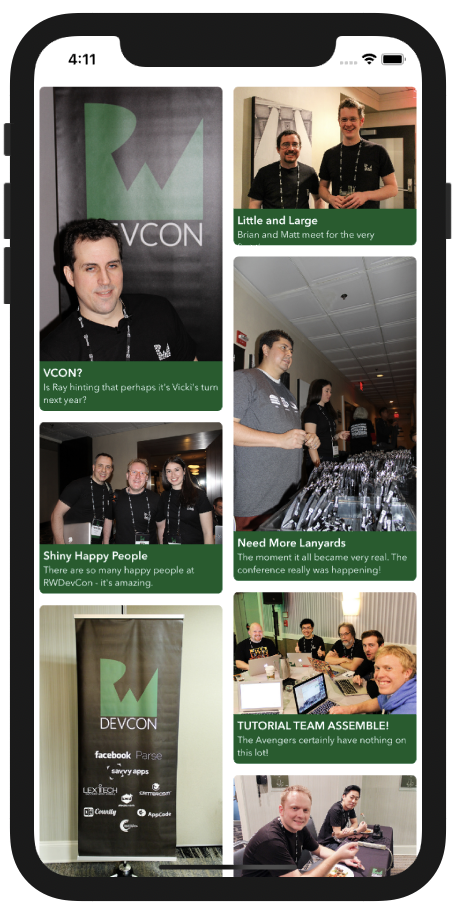 4:11
RW
DEVCON
VCON?
Is Ray hinting that perhaps it's Vicki's turn
next year?
Little and Large
Brian and Matt meet for the very
Shiny Happy People
There are so many happy people at
RWDevCon - it's amazing.
Need More Lanyards
The moment it all became very real. The
conference really was happening!
RW
DEVCON
facebook Parse
savvy apps
LEXTECH
County
AppCode
TUTORIAL TEAM ASSEMBLE!
The Avengers certainly have nothing on
this lot!